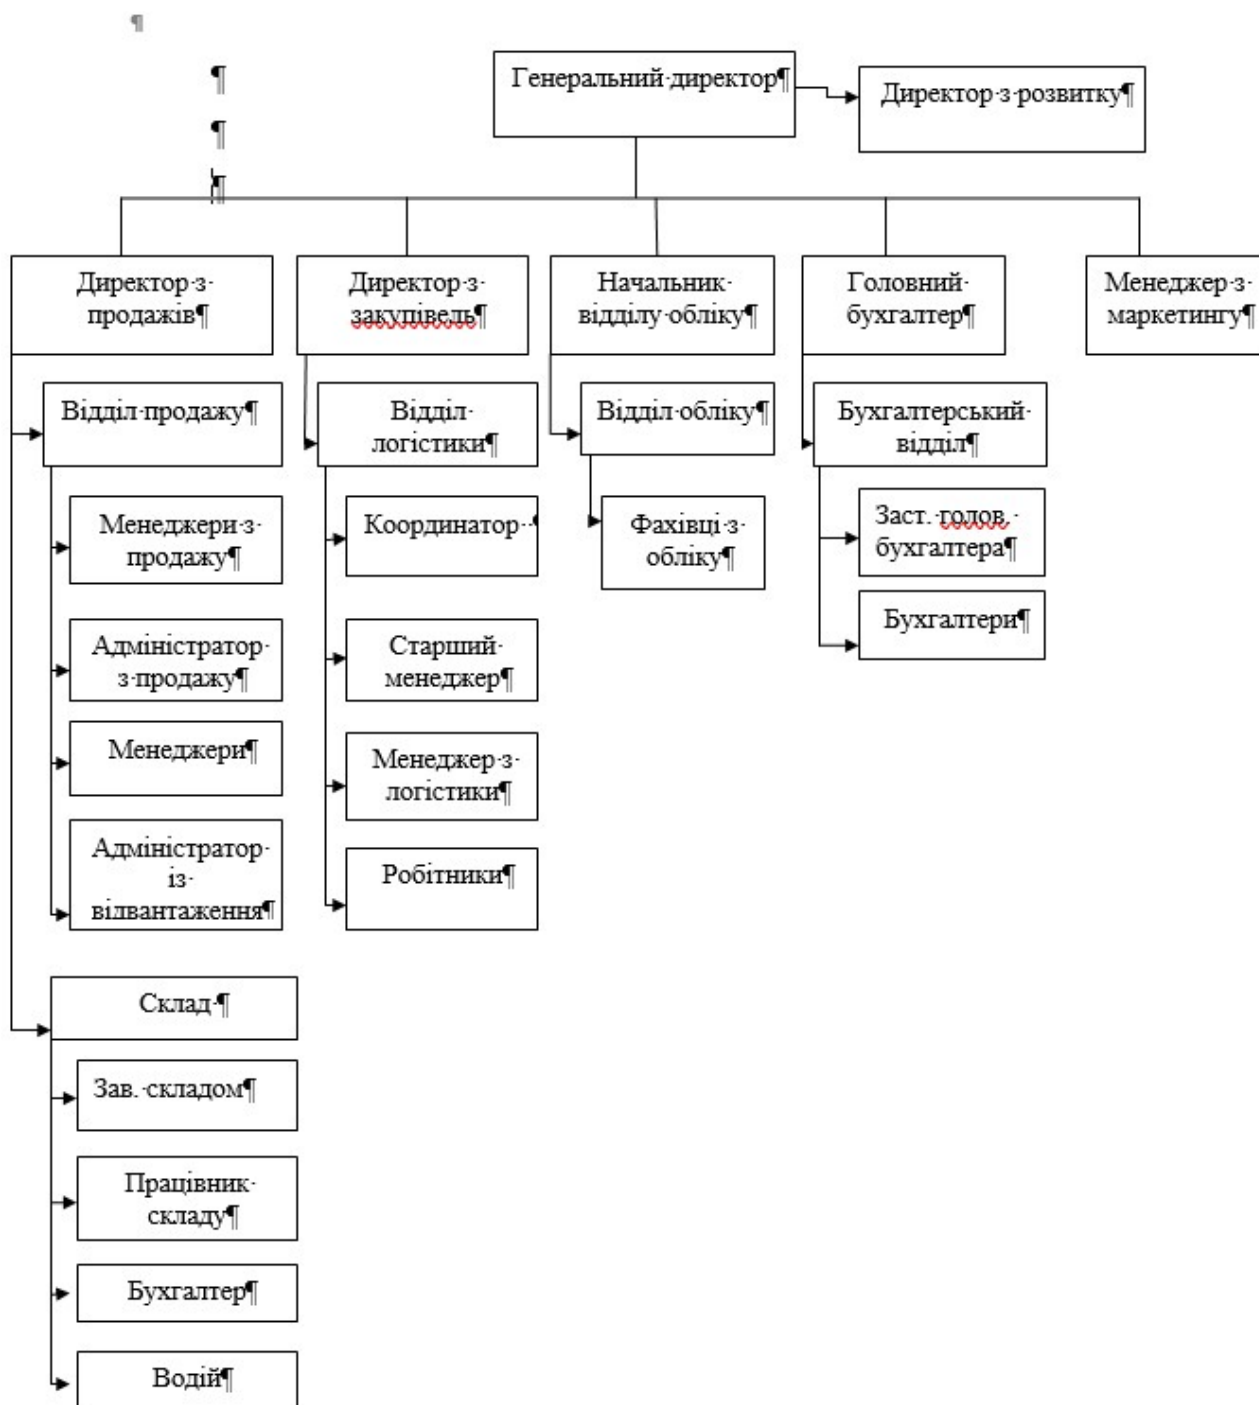 Генеральний директор
Директор з розвитку
Директор з
продажів
Директор з
закупівель
Начальник
відділу обліку
Головний
бухгалтер
Менеджер з
маркетингу
Відділ продажу
Відділ
логістики
Відділ обліку
Бухгалтерський
відділ
Менеджери з
продажу
Координатор
Фахівці з
обліку
Заст. голов.
бухгалтера
Бухгалтери
Адміністратор
з продажу
Старший
менеджер
Менеджери
Менеджер з
логістики
Адміністратор
із
відвантаження
Робітники
Склад
Зав. складом
Працівник
складу
Бухгалтер
Водій